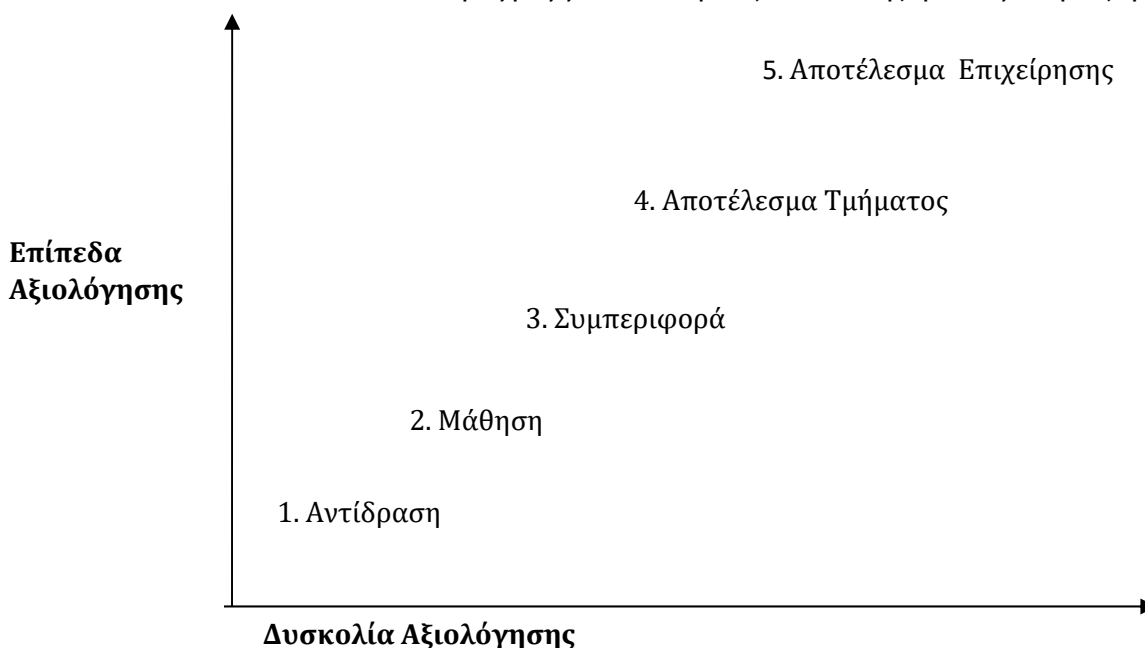 5. Αποτέλεσμα Επιχείρησης
4. Αποτέλεσμα Τμήματος
Επίπεδα
Αξιολόγησης
3. Συμπεριφορά
2. Μάθηση
1. Αντίδραση
Δυσκολία Αξιολόγησης